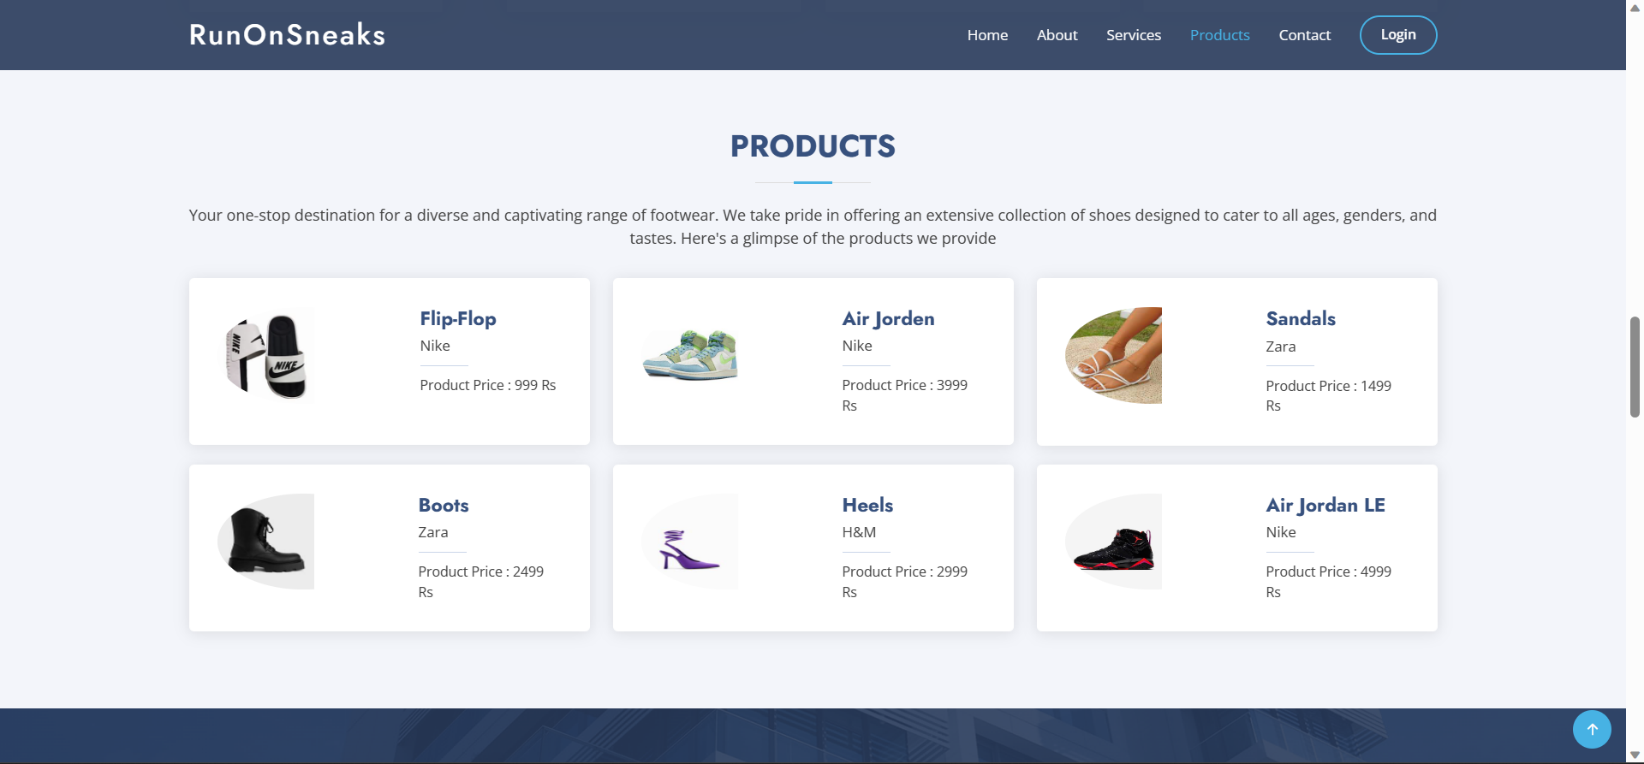 RunOnSneaks
Home About Services Products Contact Login
PRODUCTS
Your one-stop destination for a diverse and captivating range of footwear. We take pride in offering an extensive collection of shoes designed to cater to all ages, genders, and
tastes. Here's a glimpse of the products we provide
Flip-Flop
Nike
Product Price : 999 Rs
NIKE
NIKE
Air Jorden
Nike
Product Price : 3999
Rs
Sandals
Zara
Product Price : 1499
Rs
Boots
Zara
Product Price : 2499
Rs
Heels
H&M
Product Price : 2999
Rs
Air Jordan LE
Nike
Product Price : 4999
Rs